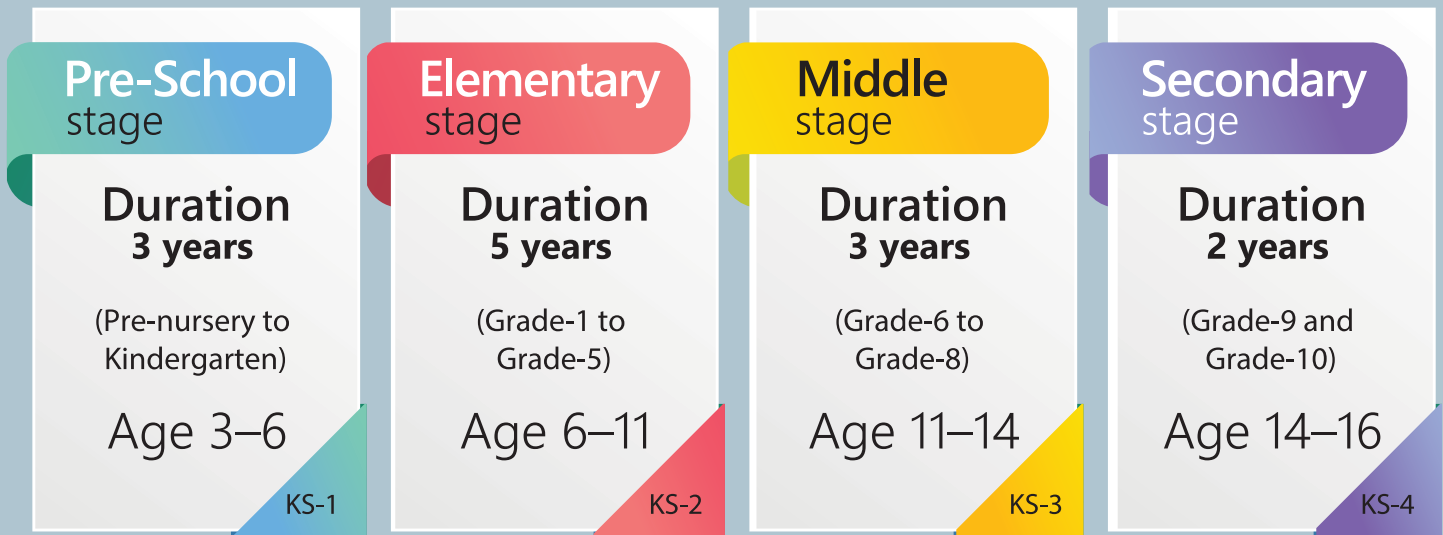 Pre-School
stage
Duration
3 years
(Pre-nursery to
Kindergarten)
Age 3–6
KS-1
Elementary
stage
Duration
5 years
(Grade-1 to
Grade-5)
Age 6–11
KS-2
Middle
stage
Duration
3 years
(Grade-6 to
Grade-8)
Age 11–14
KS-3
Secondary
stage
Duration
2 years
(Grade-9 and
Grade-10)
Age 14–16
KS-4